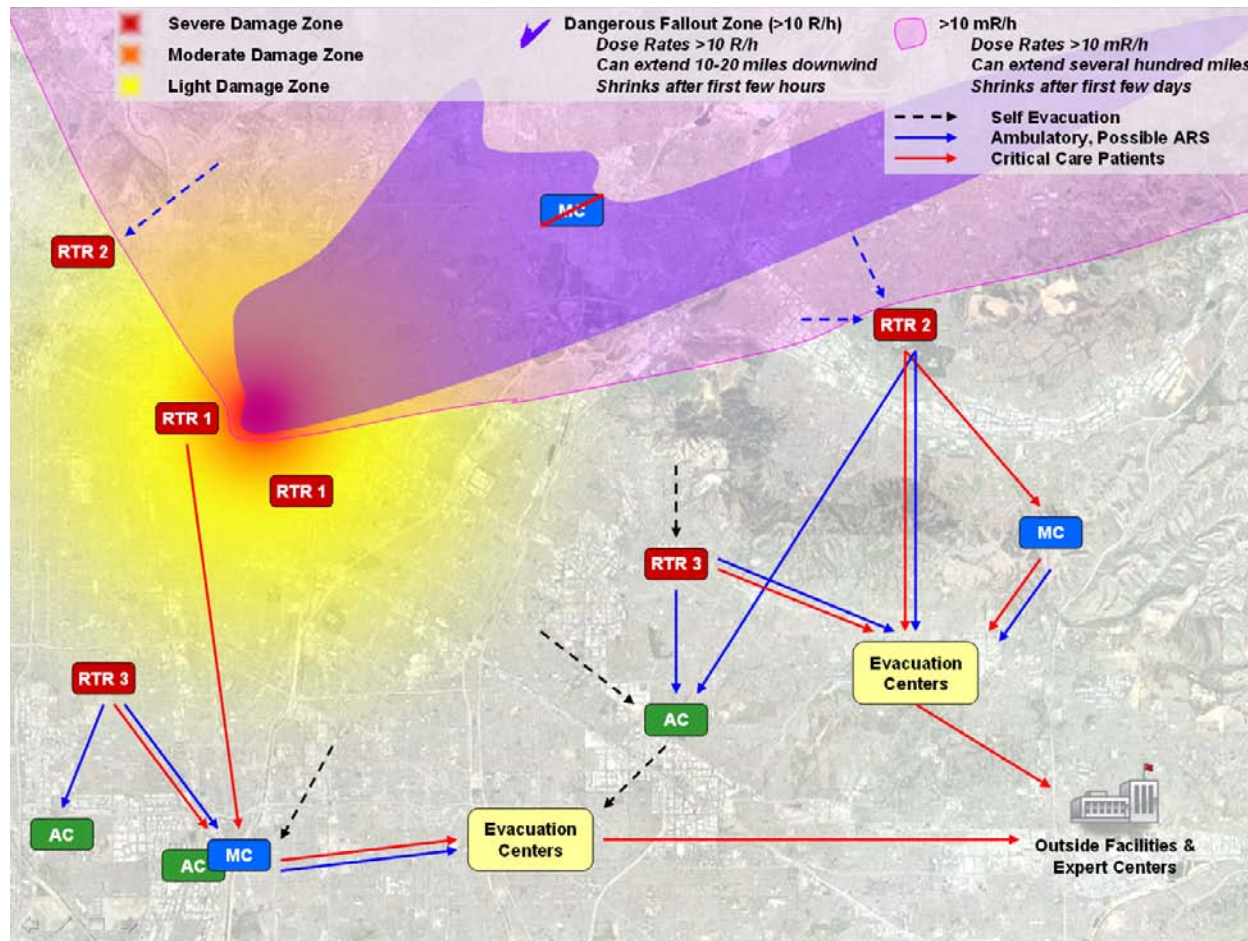 Severe Damage Zone
Moderate Damage Zone
Light Damage Zone
Dangerous Fallout Zone (>10 R/h)
Dose Rates >10 R/h
Can extend 10-20 miles downwind
Shrinks after first few hours
>10 mR/h
Dose Rates >10 mR/h
Can extend several hundred miles
Shrinks after first few days
Self Evacuation
Ambulatory, Possible ARS
Critical Care Patients
MC
RTR 2
RTR 2
RTR 1
RTR 1
MC
RTR 3
RTR 3
Evacuation
Centers
AC
AC
AC
MC
Evacuation
Centers
Outside Facilities &
Expert Centers